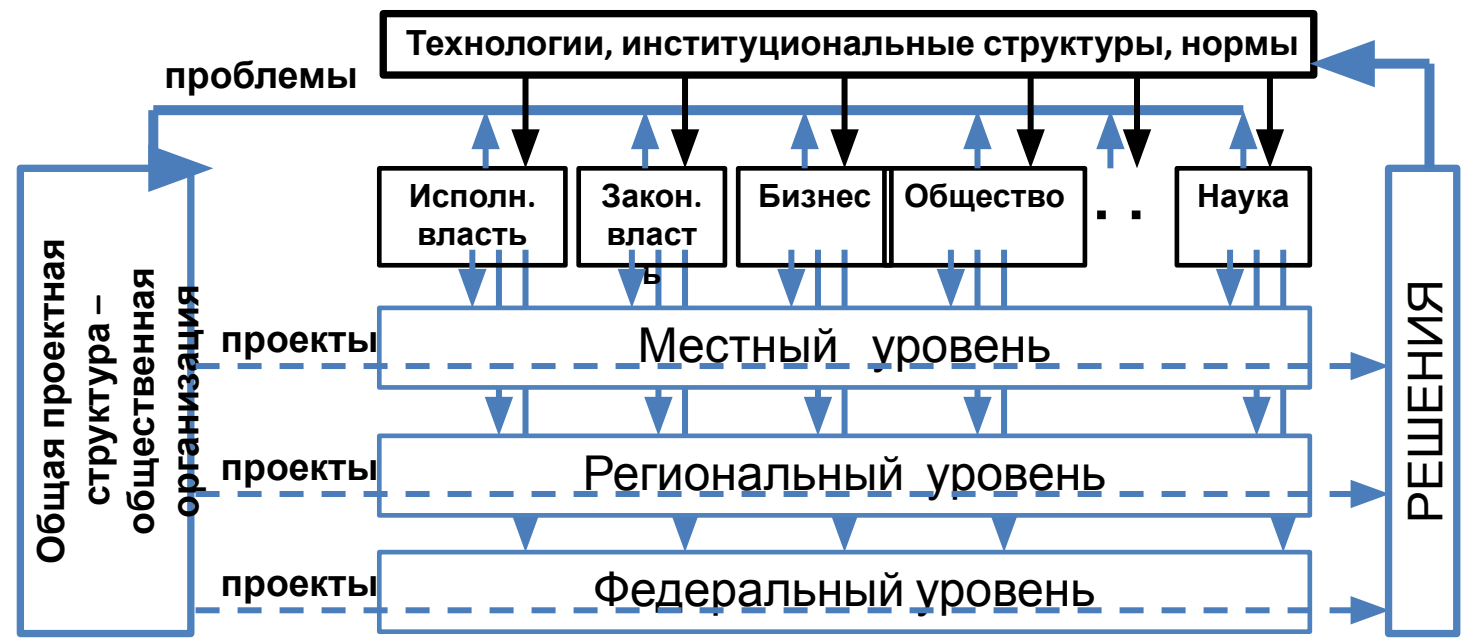 Технологии, институциональные структуры, нормы
проблемы
Исполн.
власть
Закон.
власт
ь
Бизнес
Общество
. .
Наука
Общая проектная
структура –
общественная
организация
проекты
Местный уровень
проекты
Региональный уровень
проекты
Федеральный уровень
РЕШЕНИЯ